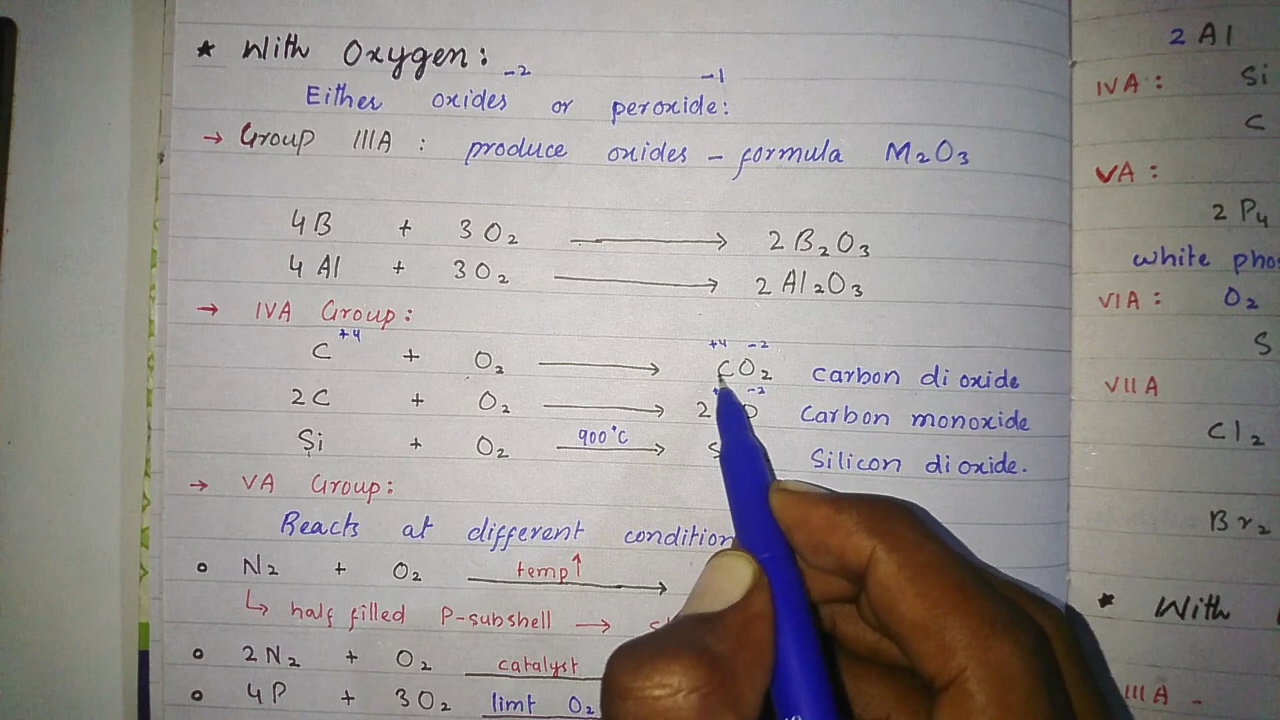 * With Oxygen:
-2 -1
Either oxides or peroxide:
→ Group IIIA : produce oxides - formula M2O3
4B + 3O2 → 2B2O3
4Al + 3O2 → 2Al2O3
→ IVA Group:
+4 +4 -2
C + O2 → CO2 carbon di oxide
-2
2C + O2 → 2 O Carbon monoxide
Si + O2 900°C → S Silicon dioxide.
→ VA Group:
Reacts at different condition
o N2 + O2 temp↑ →
↳ half filled P-subshell →
o 2N2 + O2 catalyst
o 4P + 3O2 limt O2
2Al
IVA : Si
C
VA :
2P4
white pho
VIA : O2
S
VIIA
Cl2
Br2
* With
IIIA -